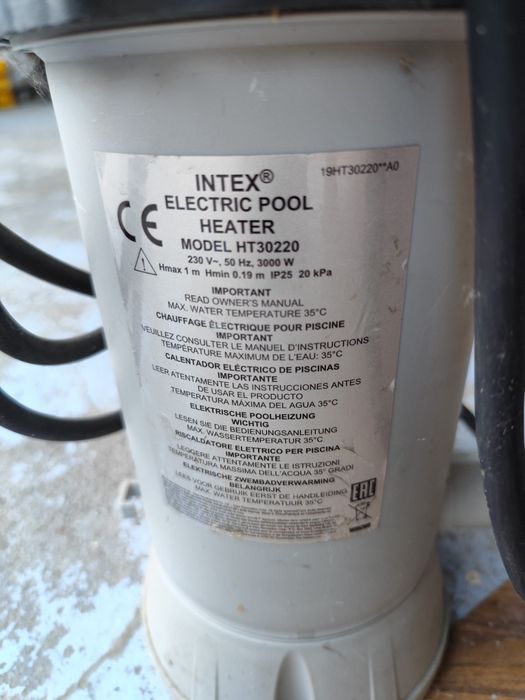 19HT30220**A0
INTEX®
ELECTRIC POOL
HEATER
MODEL HT30220
CE
230 V~, 50 Hz, 3000 W
Hmax 1 m Hmin 0.19 m IP25 20 kPa
IMPORTANT
READ OWNER'S MANUAL
MAX. WATER TEMPERATURE 35°C
CHAUFFAGE ÉLECTRIQUE POUR PISCINE
IMPORTANT
VEUILLEZ CONSULTER LE MANUEL D'INSTRUCTIONS
TEMPÉRATURE MAXIMUM DE L'EAU: 35°C
CALENTADOR ELÉCTRICO DE PISCINAS
IMPORTANTE
LEER ATENTAMENTE LAS INSTRUCCIONES ANTES
DE USAR EL PRODUCTO
TEMPERATURA MÁXIMA DEL AGUA 35°C
ELEKTRISCHE POOLHEIZUNG
WICHTIG
LESEN SIE DIE BEDIENUNGSANLEITUNG
MAX. WASSERTEMPERATUR 35°C
RISCALDATORE ELETTRICO PER PISCINA
IMPORTANTE
LEGGERE ATTENTAMENTE LE ISTRUZIONI
TEMPERATURA MASSIMA DELL'ACQUA 35° GRADI
ELEKTRISCHE ZWEMBADVERWARMING
BELANGRIJK
LEES VOOR GEBRUIK EERST DE HANDLEIDING
MAX. WATER TEMPERATUUR 35°C
EAC